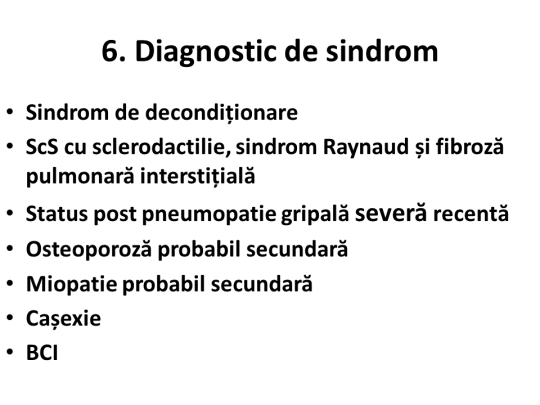 6. Diagnostic de sindrom
• Sindrom de decondiționare
• ScS cu sclerodactilie, sindrom Raynaud și fibroză
pulmonară interstițială
• Status post pneumopatie gripală severă recentă
• Osteoporoză probabil secundară
• Miopatie probabil secundară
• Cașexie
• BCI